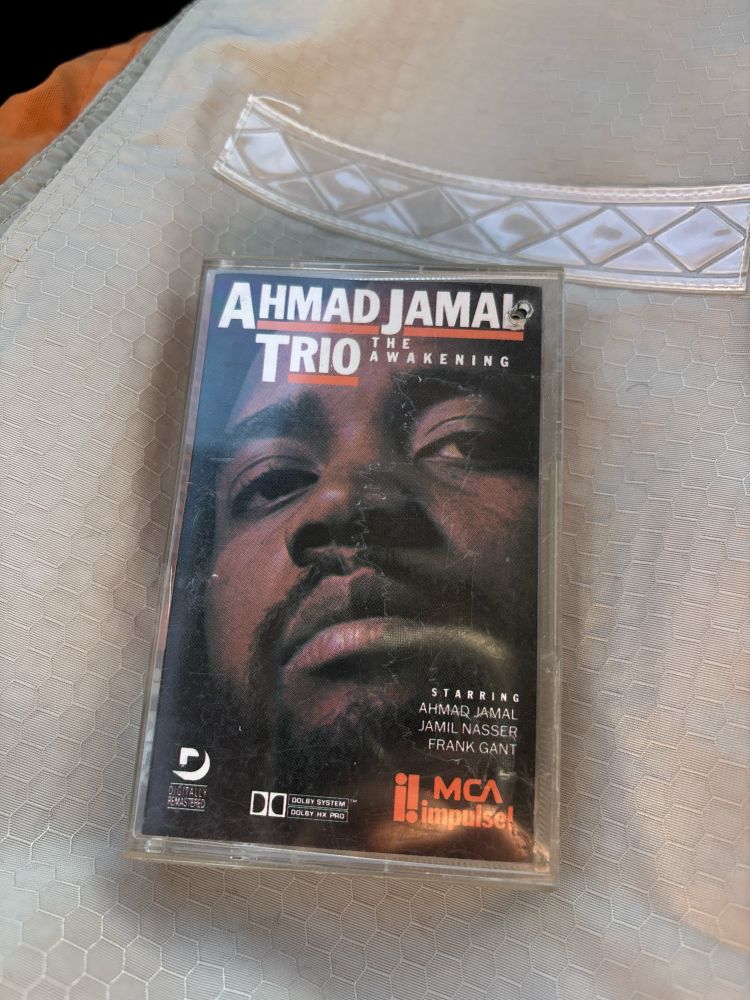 AHMAD JAMAL
TRIO THE
AWAKENING
STARRING
AHMAD JAMAL
JAMIL NASSER
FRANK GANT
DIGITALLY
REMASTERED
DOLBY SYSTEM™
DOLBY HX PRO
MCA
impulse!